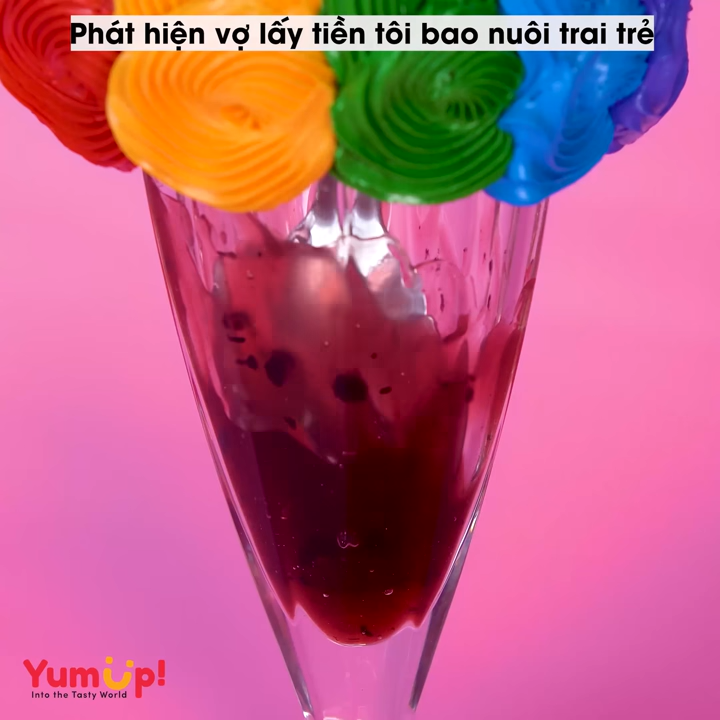 Phát hiện vợ lấy tiền tôi bao nuôi trai trẻ
YumUp!
Into the Tasty World